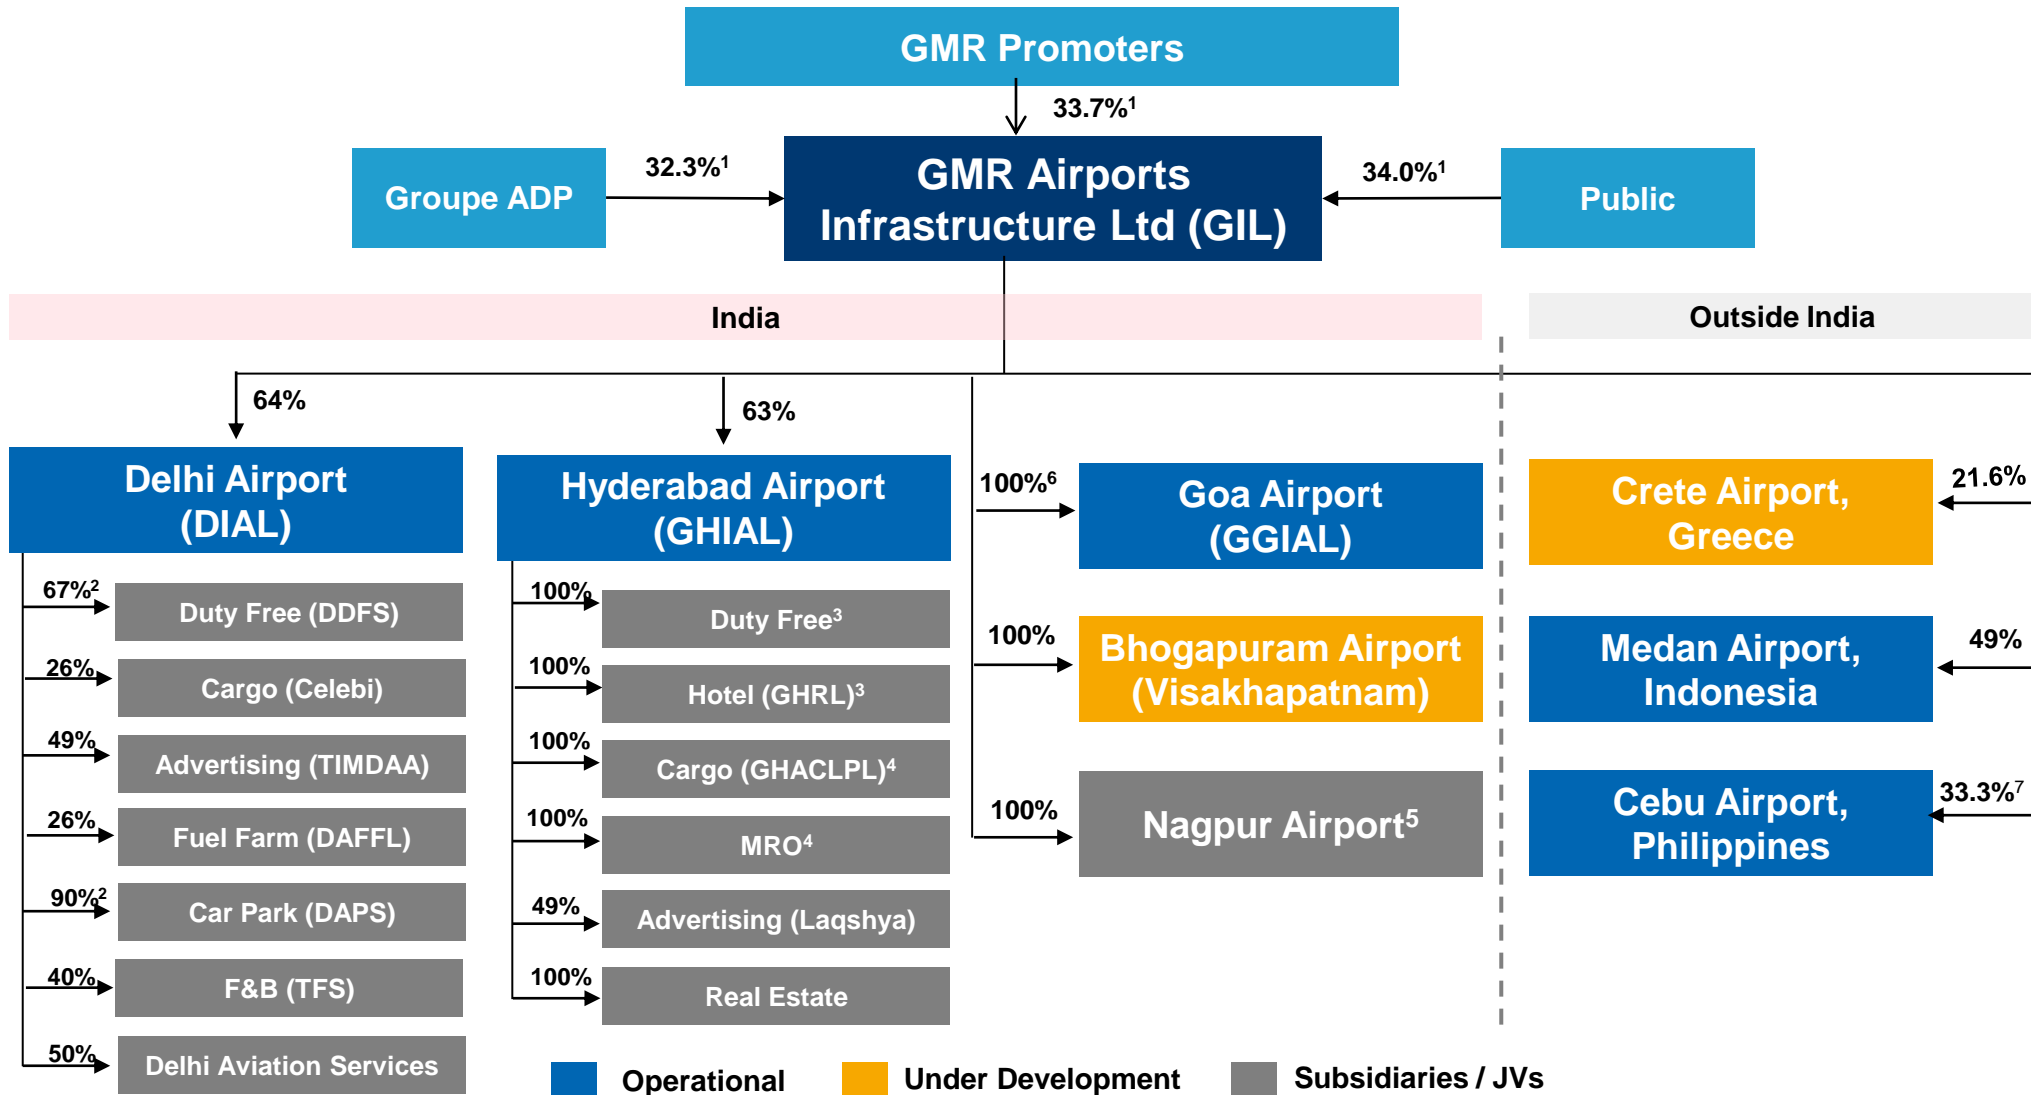 GMR Promoters
33.7%¹
Groupe ADP
32.3%¹
GMR Airports
Infrastructure Ltd (GIL)
34.0%¹
Public
India
Outside India
64%
63%
Delhi Airport
(DIAL)
67%²
Duty Free (DDFS)
26%
Cargo (Celebi)
49%
Advertising (TIMDAA)
26%
Fuel Farm (DAFFL)
90%²
Car Park (DAPS)
40%
F&B (TFS)
50%
Delhi Aviation Services
Hyderabad Airport
(GHIAL)
100%
Duty Free³
100%
Hotel (GHRL)³
100%
Cargo (GHACLPL)⁴
100%
MRO⁴
49%
Advertising (Laqshya)
100%
Real Estate
100%⁶
Goa Airport
(GGIAL)
100%
Bhogapuram Airport
(Visakhapatnam)
100%
Nagpur Airport⁵
Crete Airport,
Greece
21.6%
Medan Airport,
Indonesia
49%
Cebu Airport,
Philippines
33.3%⁷
Operational
Under Development
Subsidiaries / JVs